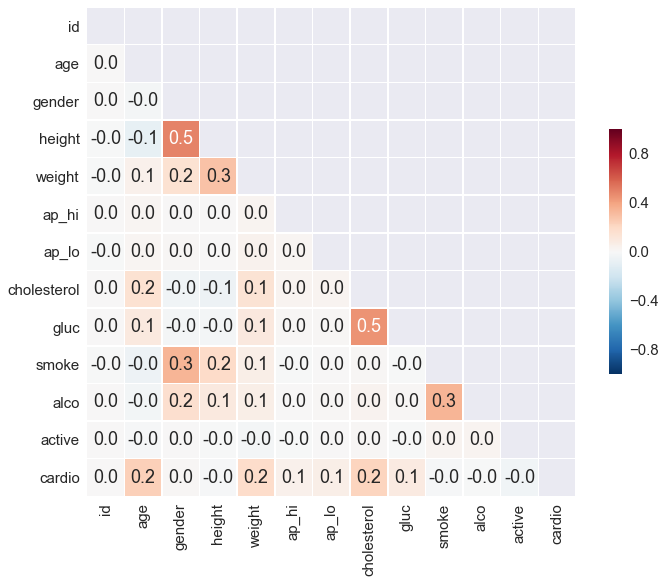 id
age 0.0
gender 0.0 -0.0
height -0.0 -0.1 0.5
weight -0.0 0.1 0.2 0.3
ap_hi 0.0 0.0 0.0 0.0 0.0
ap_lo -0.0 0.0 0.0 0.0 0.0 0.0
cholesterol 0.0 0.2 -0.0 -0.1 0.1 0.0 0.0
gluc 0.0 0.1 -0.0 -0.0 0.1 0.0 0.0 0.5
smoke -0.0 -0.0 0.3 0.2 0.1 -0.0 0.0 0.0 -0.0
alco 0.0 -0.0 0.2 0.1 0.1 0.0 0.0 0.0 0.0 0.3
active 0.0 -0.0 0.0 -0.0 -0.0 -0.0 0.0 0.0 -0.0 0.0 0.0
cardio 0.0 0.2 0.0 -0.0 0.2 0.1 0.1 0.2 0.1 -0.0 -0.0 -0.0
id age gender height weight ap_hi ap_lo cholesterol gluc smoke alco active cardio
0.8
0.4
0.0
−0.4
−0.8